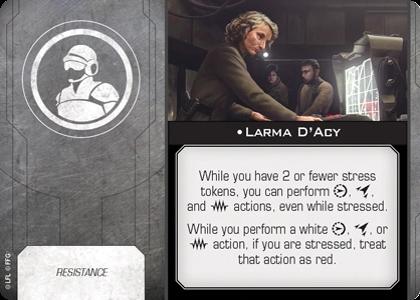 • Larma D'Acy
While you have 2 or fewer stress
tokens, you can perform , ,
and actions, even while stressed.
While you perform a white , , or
action, if you are stressed, treat
that action as red.
RESISTANCE
©LFL ©FFG